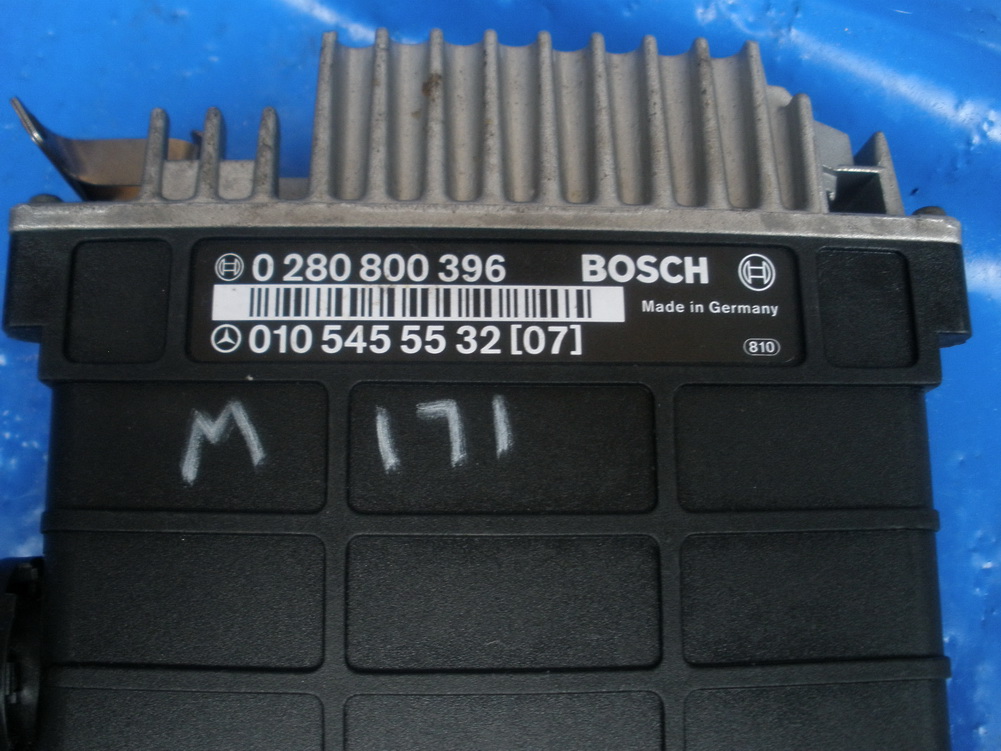 0 280 800 396
BOSCH
Made in Germany
010 545 55 32 [07]
810
M 171